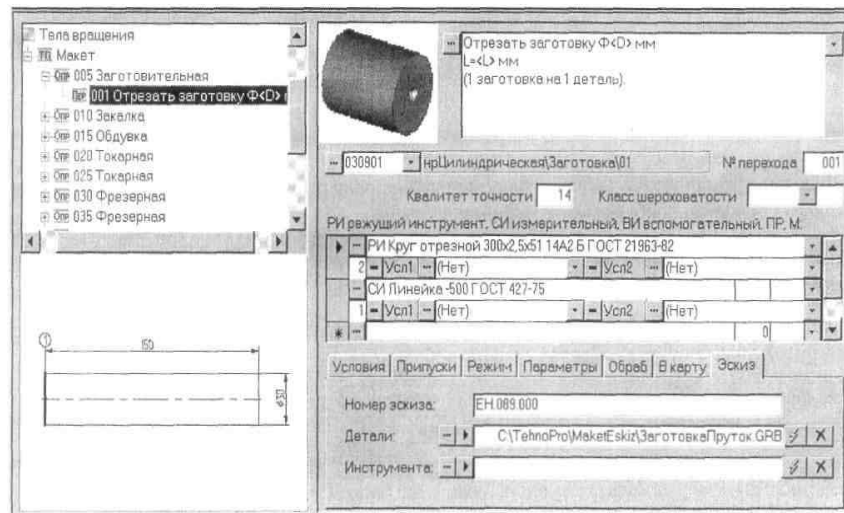 Тела вращения
Макет
005 Заготовительная
001 Отрезать заготовку Ф<D> м
010 Закалка
015 Обдувка
020 Токарная
025 Токарная
030 Фрезерная
035 Фрезерная
1
150
ф30
Отрезать заготовку Ф<D> мм
L=<L> мм
(1 заготовка на 1 деталь).
030901 нрЦилиндрическая\Заготовка\01 № перехода 001
Квалитет точности 14 Класс шероховатости
РИ режущий инструмент, СИ измерительный, ВИ вспомогательный, ПР, М.
РИ Круг отрезной 300х2,5х51 14А2 Б ГОСТ 21963-82
2 Усл1 (Нет) Усл2 (Нет)
СИ Линейка -500 ГОСТ 427-75
1 Усл1 (Нет) Усл2 (Нет)
0
Условия Припуски Режим Параметры Обраб В карту Эскиз
Номер эскиза: ЕН.089.000
Детали: C:\TehnoPro\MaketEskiz\ЗаготовкаПруток.GRB
Инструмента: